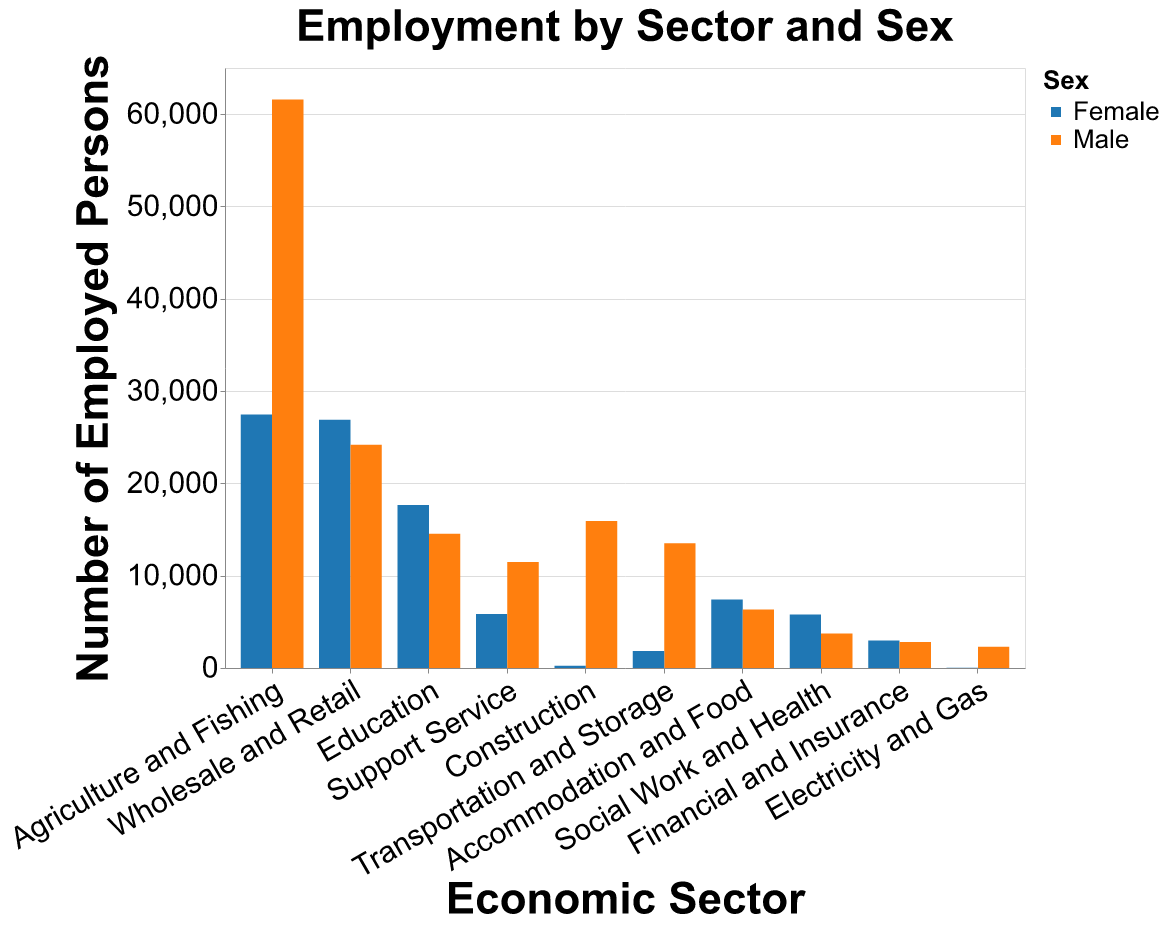 Employment by Sector and Sex
Number of Employed Persons
60,000
50,000
40,000
30,000
20,000
10,000
0
Agriculture and Fishing
Wholesale and Retail
Education
Support Service
Construction
Transportation and Storage
Accommodation and Food
Social Work and Health
Financial and Insurance
Electricity and Gas
Economic Sector
Sex
Female
Male